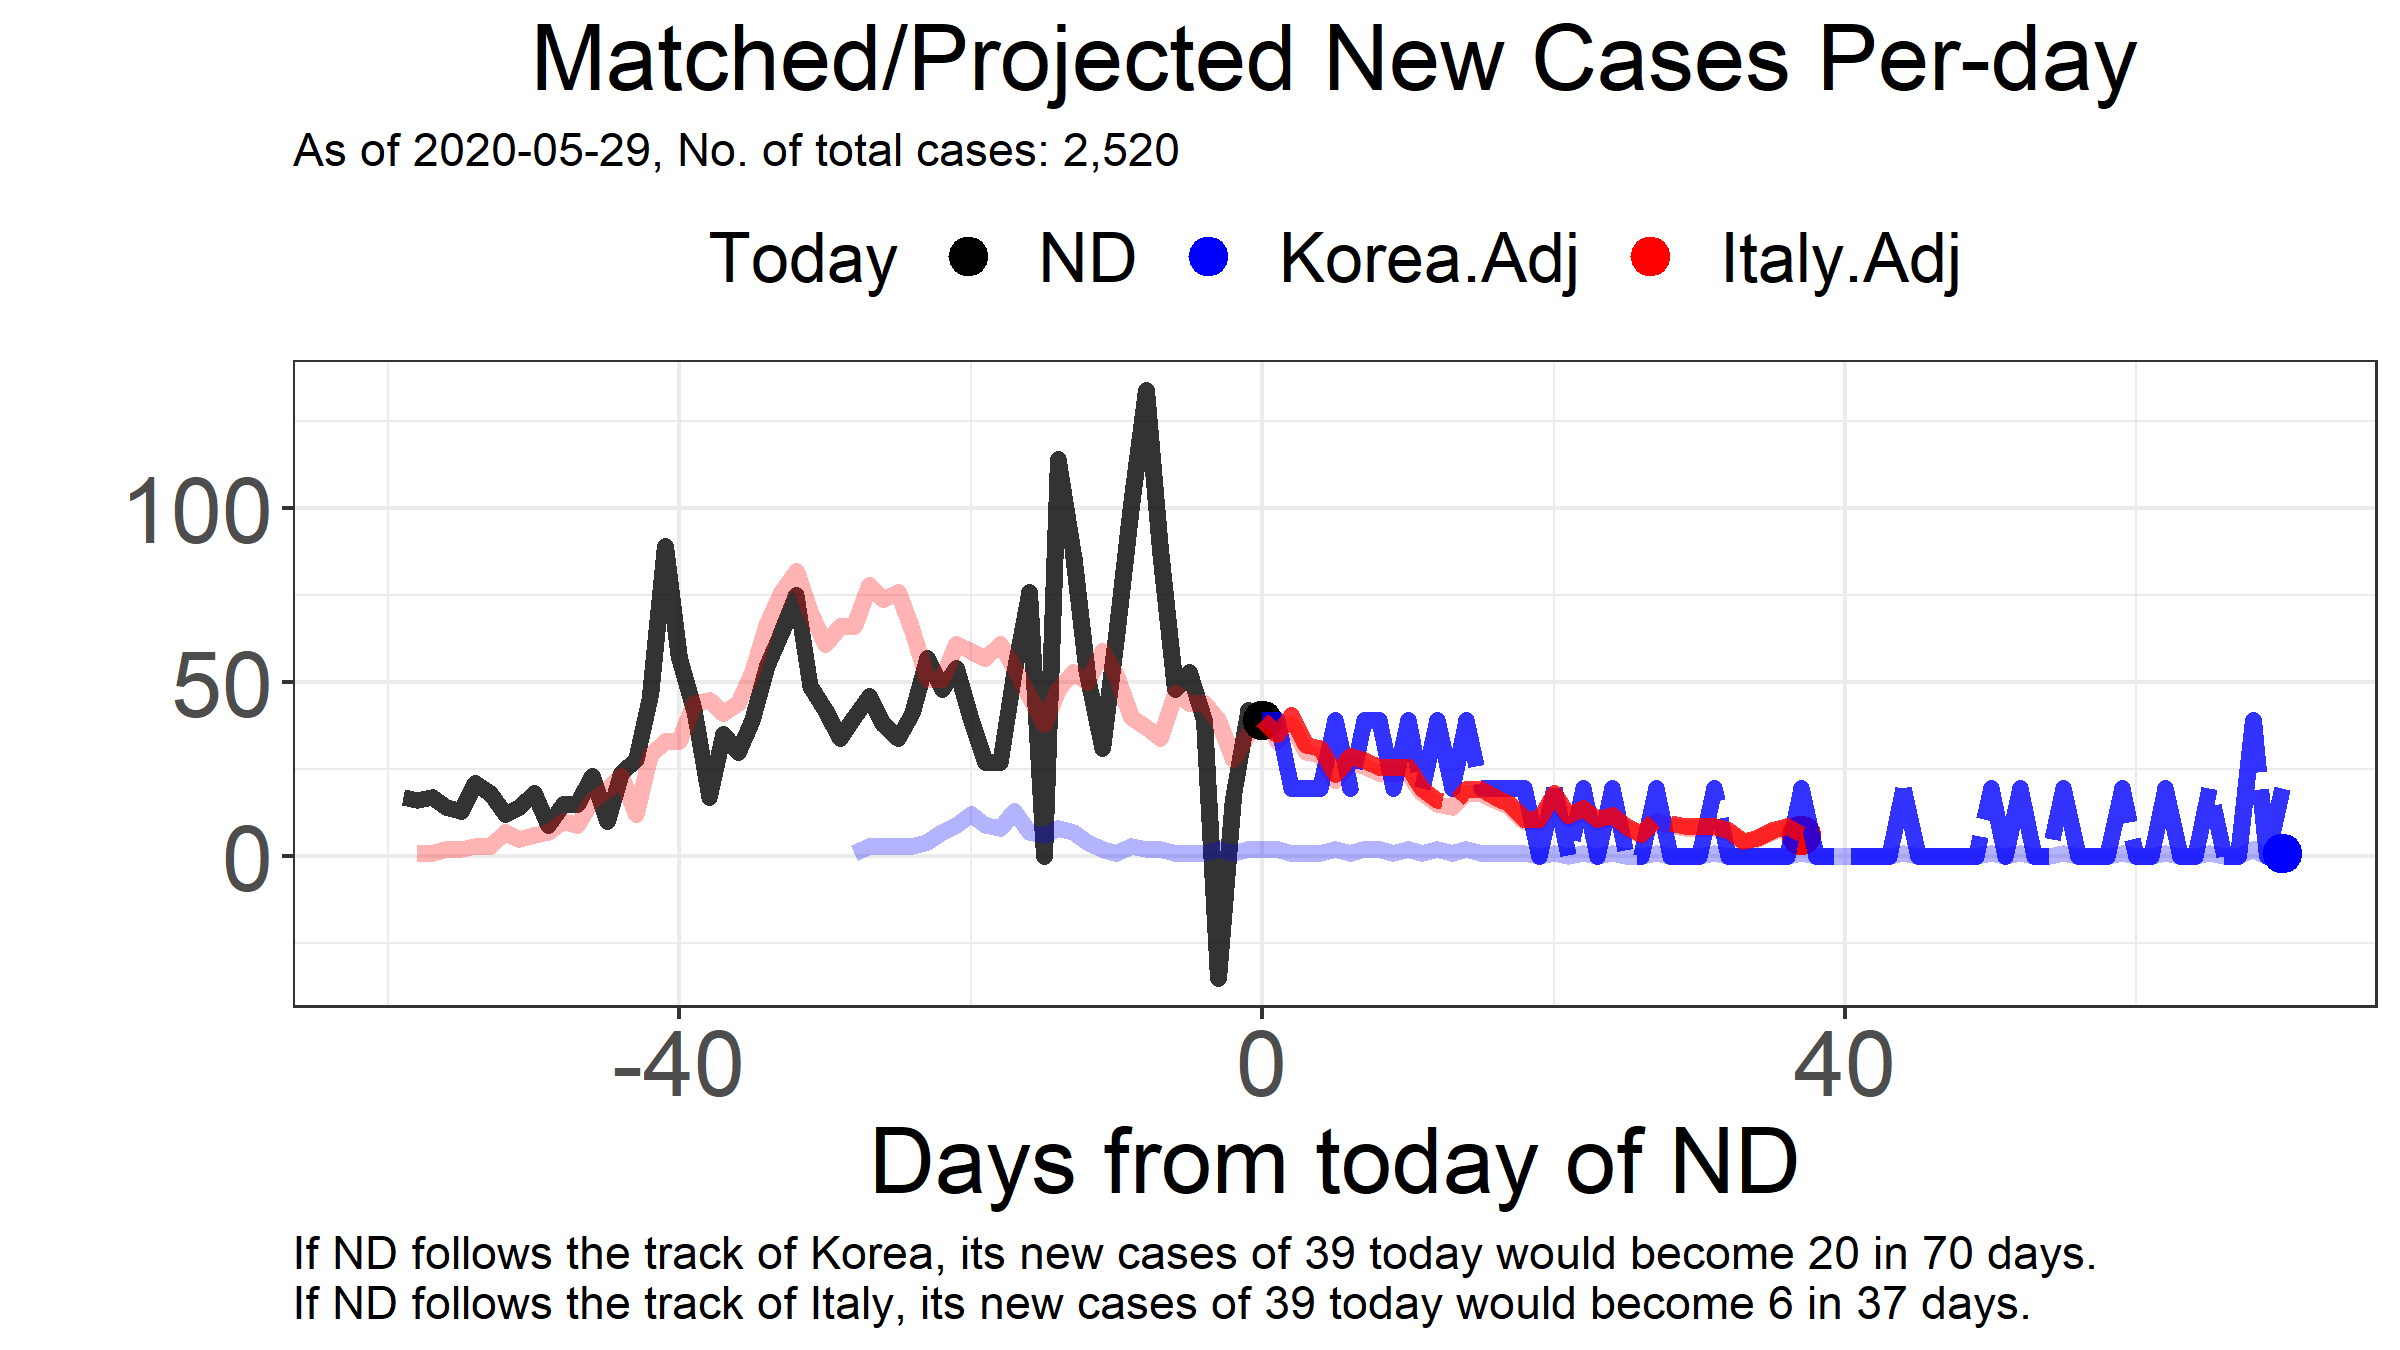 Matched/Projected New Cases Per-day
As of 2020-05-29, No. of total cases: 2,520
Today ND Korea.Adj Italy.Adj
100
50
0
-40 0 40
Days from today of ND
If ND follows the track of Korea, its new cases of 39 today would become 20 in 70 days.
If ND follows the track of Italy, its new cases of 39 today would become 6 in 37 days.